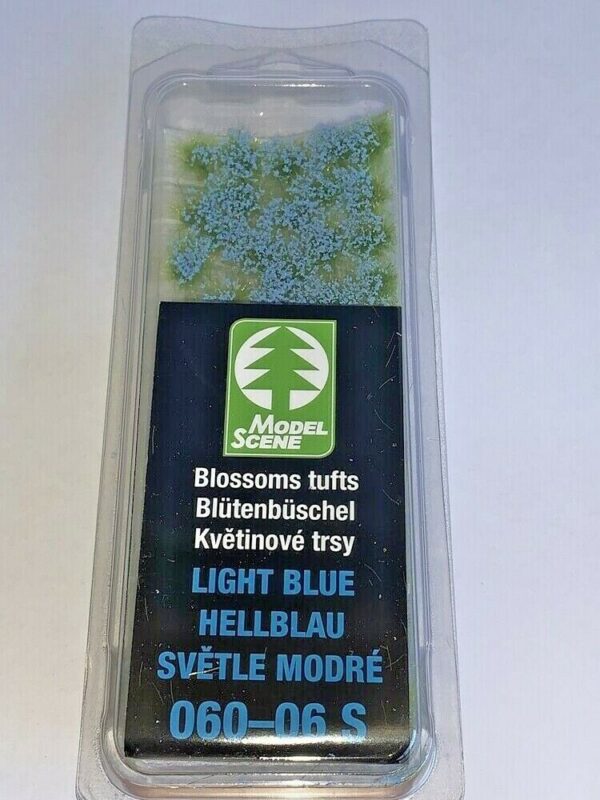 MODEL
SCENE
Blossoms tufts
Blütenbüschel
Květinové trsy
LIGHT BLUE
HELLBLAU
SVĚTLE MODRÉ
060–06 S